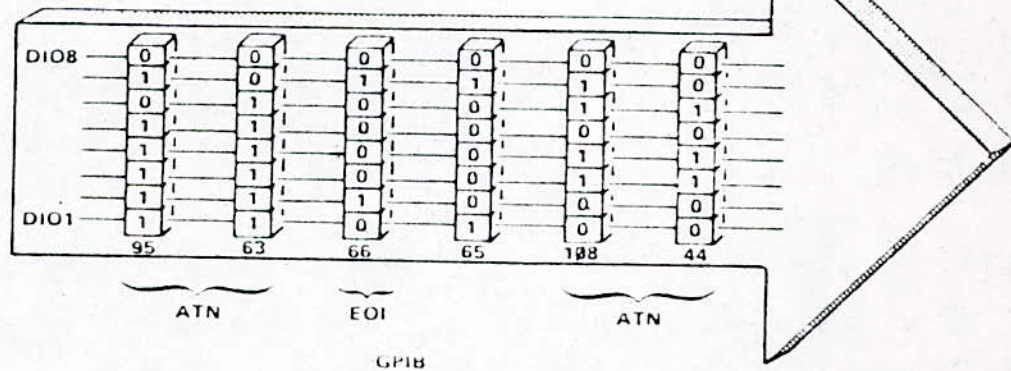 DIO8 0 0 0 0 0 0
1 0 1 1 1 0
0 1 0 0 1 1
1 1 0 0 0 0
1 1 0 0 1 1
1 1 0 0 1 1
1 1 1 0 0 0
DIO1 1 1 0 1 0 0
95 63 66 65 108 44
ATN EOI ATN
GPIB